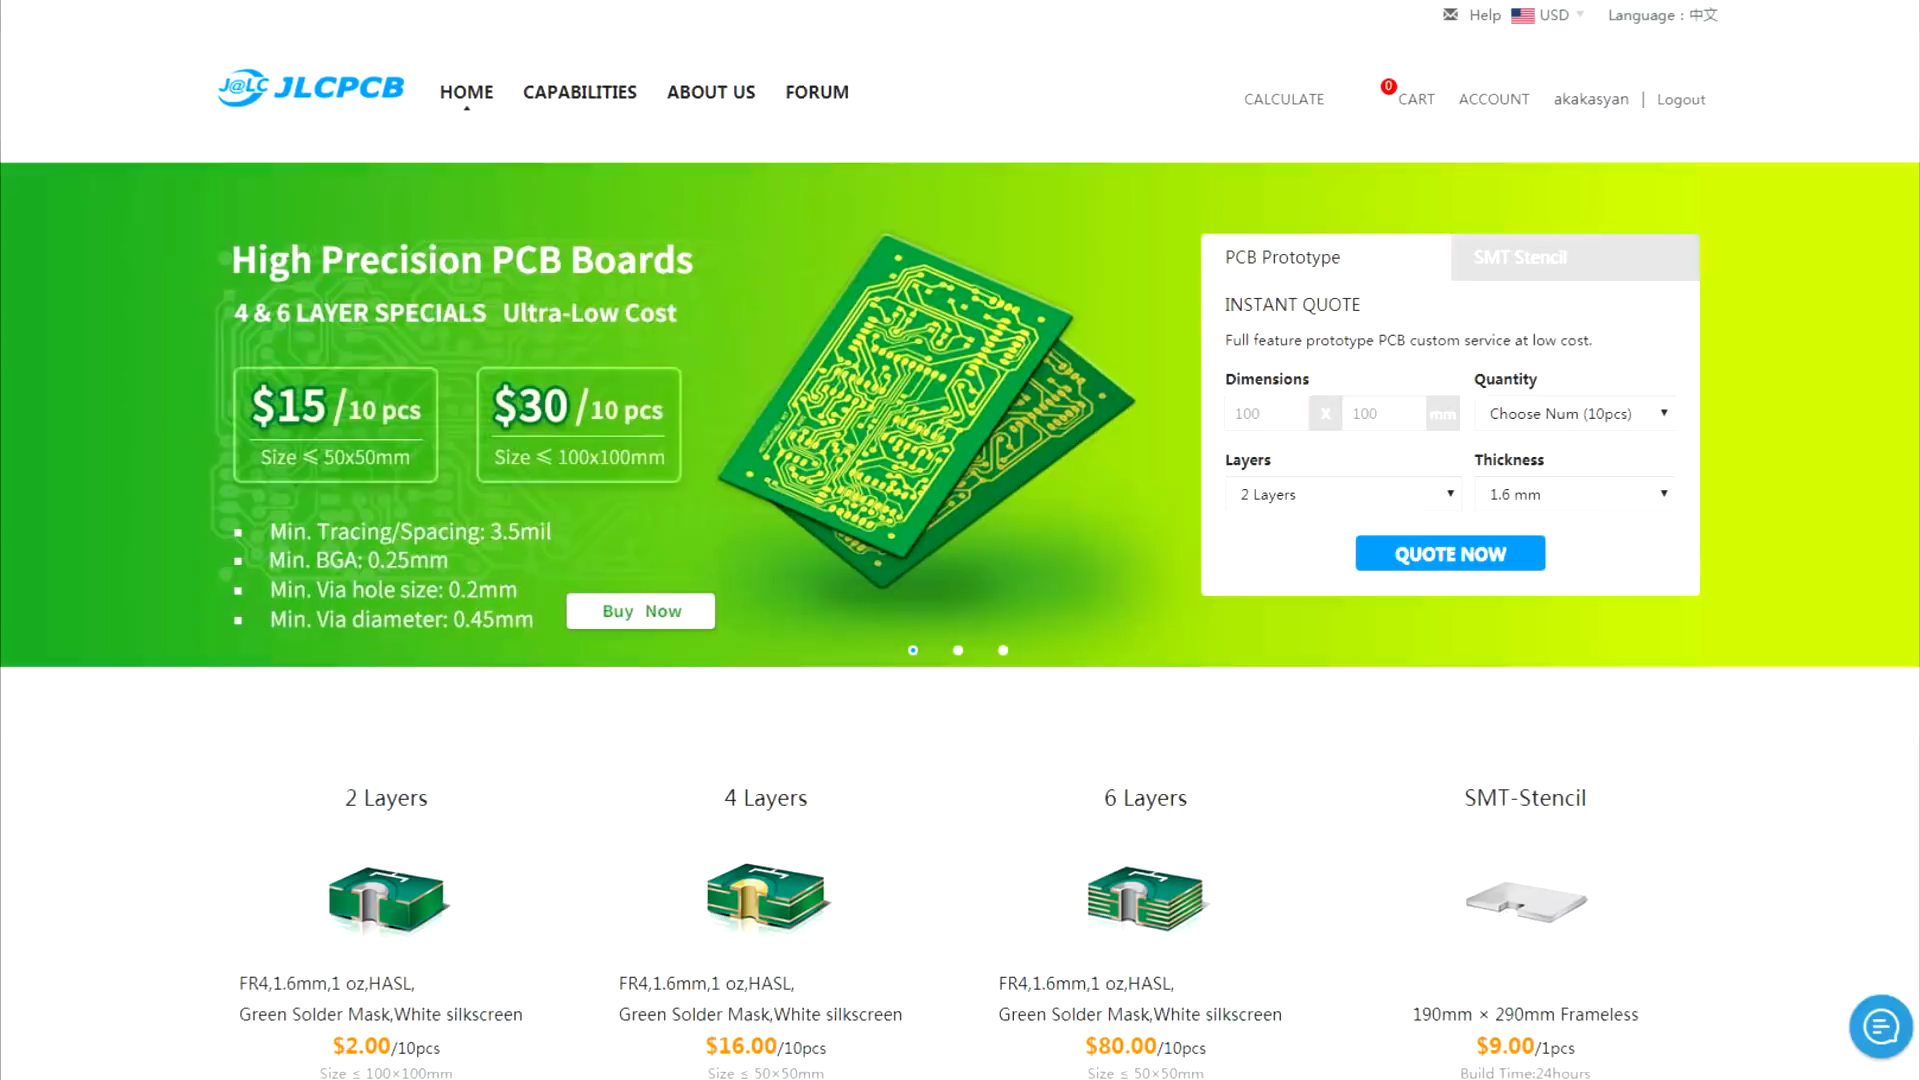 Help USD Language : 中文
J@LC JLCPCB HOME CAPABILITIES ABOUT US FORUM
CALCULATE 0 CART ACCOUNT akakasyan | Logout
High Precision PCB Boards
4 & 6 LAYER SPECIALS Ultra-Low Cost
$15 /10 pcs
Size ⩽ 50x50mm
$30 /10 pcs
Size ⩽ 100x100mm
Min. Tracing/Spacing: 3.5mil
Min. BGA: 0.25mm
Min. Via hole size: 0.2mm
Min. Via diameter: 0.45mm
Buy Now
PCB Prototype SMT Stencil
INSTANT QUOTE
Full feature prototype PCB custom service at low cost.
Dimensions Quantity
100 X 100 mm Choose Num (10pcs)
Layers Thickness
2 Layers 1.6 mm
QUOTE NOW
2 Layers
FR4,1.6mm,1 oz,HASL,
Green Solder Mask,White silkscreen
$2.00/10pcs
Size ≤ 100×100mm
4 Layers
FR4,1.6mm,1 oz,HASL,
Green Solder Mask,White silkscreen
$16.00/10pcs
Size ≤ 50×50mm
6 Layers
FR4,1.6mm,1 oz,HASL,
Green Solder Mask,White silkscreen
$80.00/10pcs
Size ≤ 50×50mm
SMT-Stencil
190mm × 290mm Frameless
$9.00/1pcs
Build Time:24hours